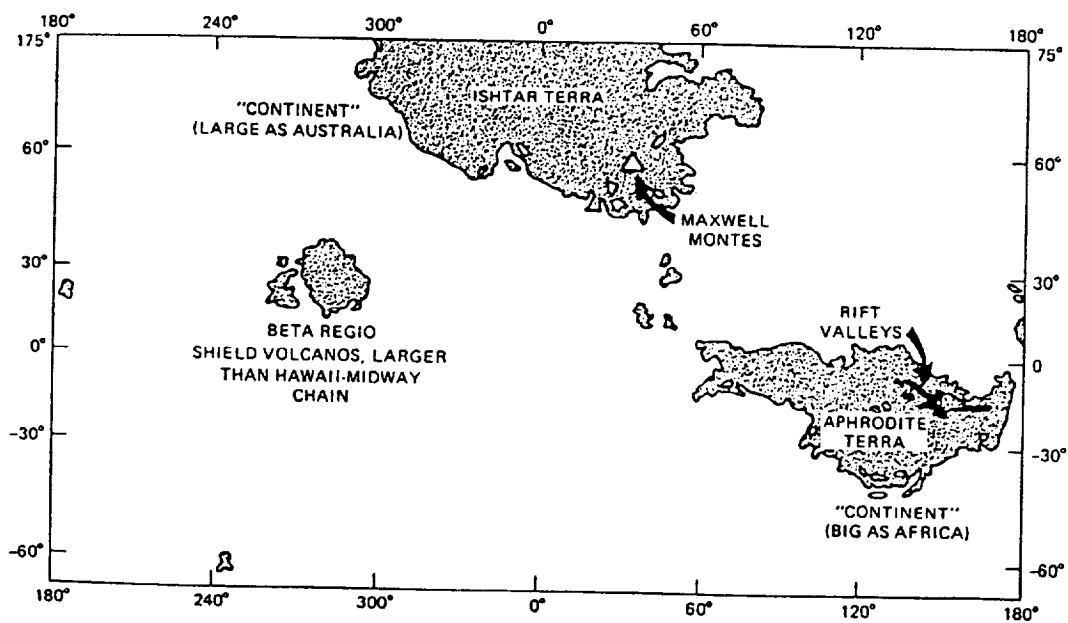 180°
240°
300°
0°
120°
60°
180°
175°
75°
ISHTAR TERRA
"CONTINENT"
(LARGE AS AUSTRALIA)
60°
60°
MAXWELL
MONTES
30°
30°
RIFT
VALLEYS
BETA REGIO
SHIELD VOLCANOS, LARGER
THAN HAWAII-MIDWAY
CHAIN
0°
0
APHRODITE
TERRA
-30°
-30°
"CONTINENT"
(BIG AS AFRICA)
-60°
-60°
180°
240°
300°
0°
60°
120°
180°